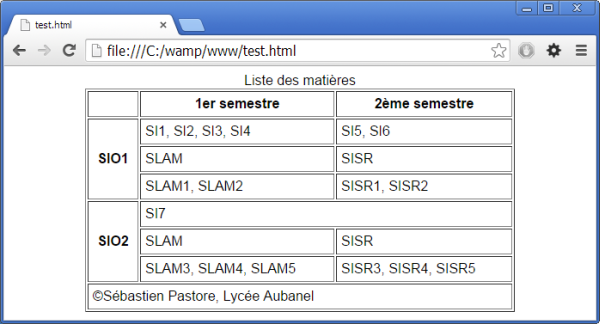 test.html
file:///C:/wamp/www/test.html
Liste des matières
1er semestre 2ème semestre
SI1, SI2, SI3, SI4 SI5, SI6
SIO1 SLAM SISR
SLAM1, SLAM2 SISR1, SISR2
SI7
SIO2 SLAM SISR
SLAM3, SLAM4, SLAM5 SISR3, SISR4, SISR5
©Sébastien Pastore, Lycée Aubanel